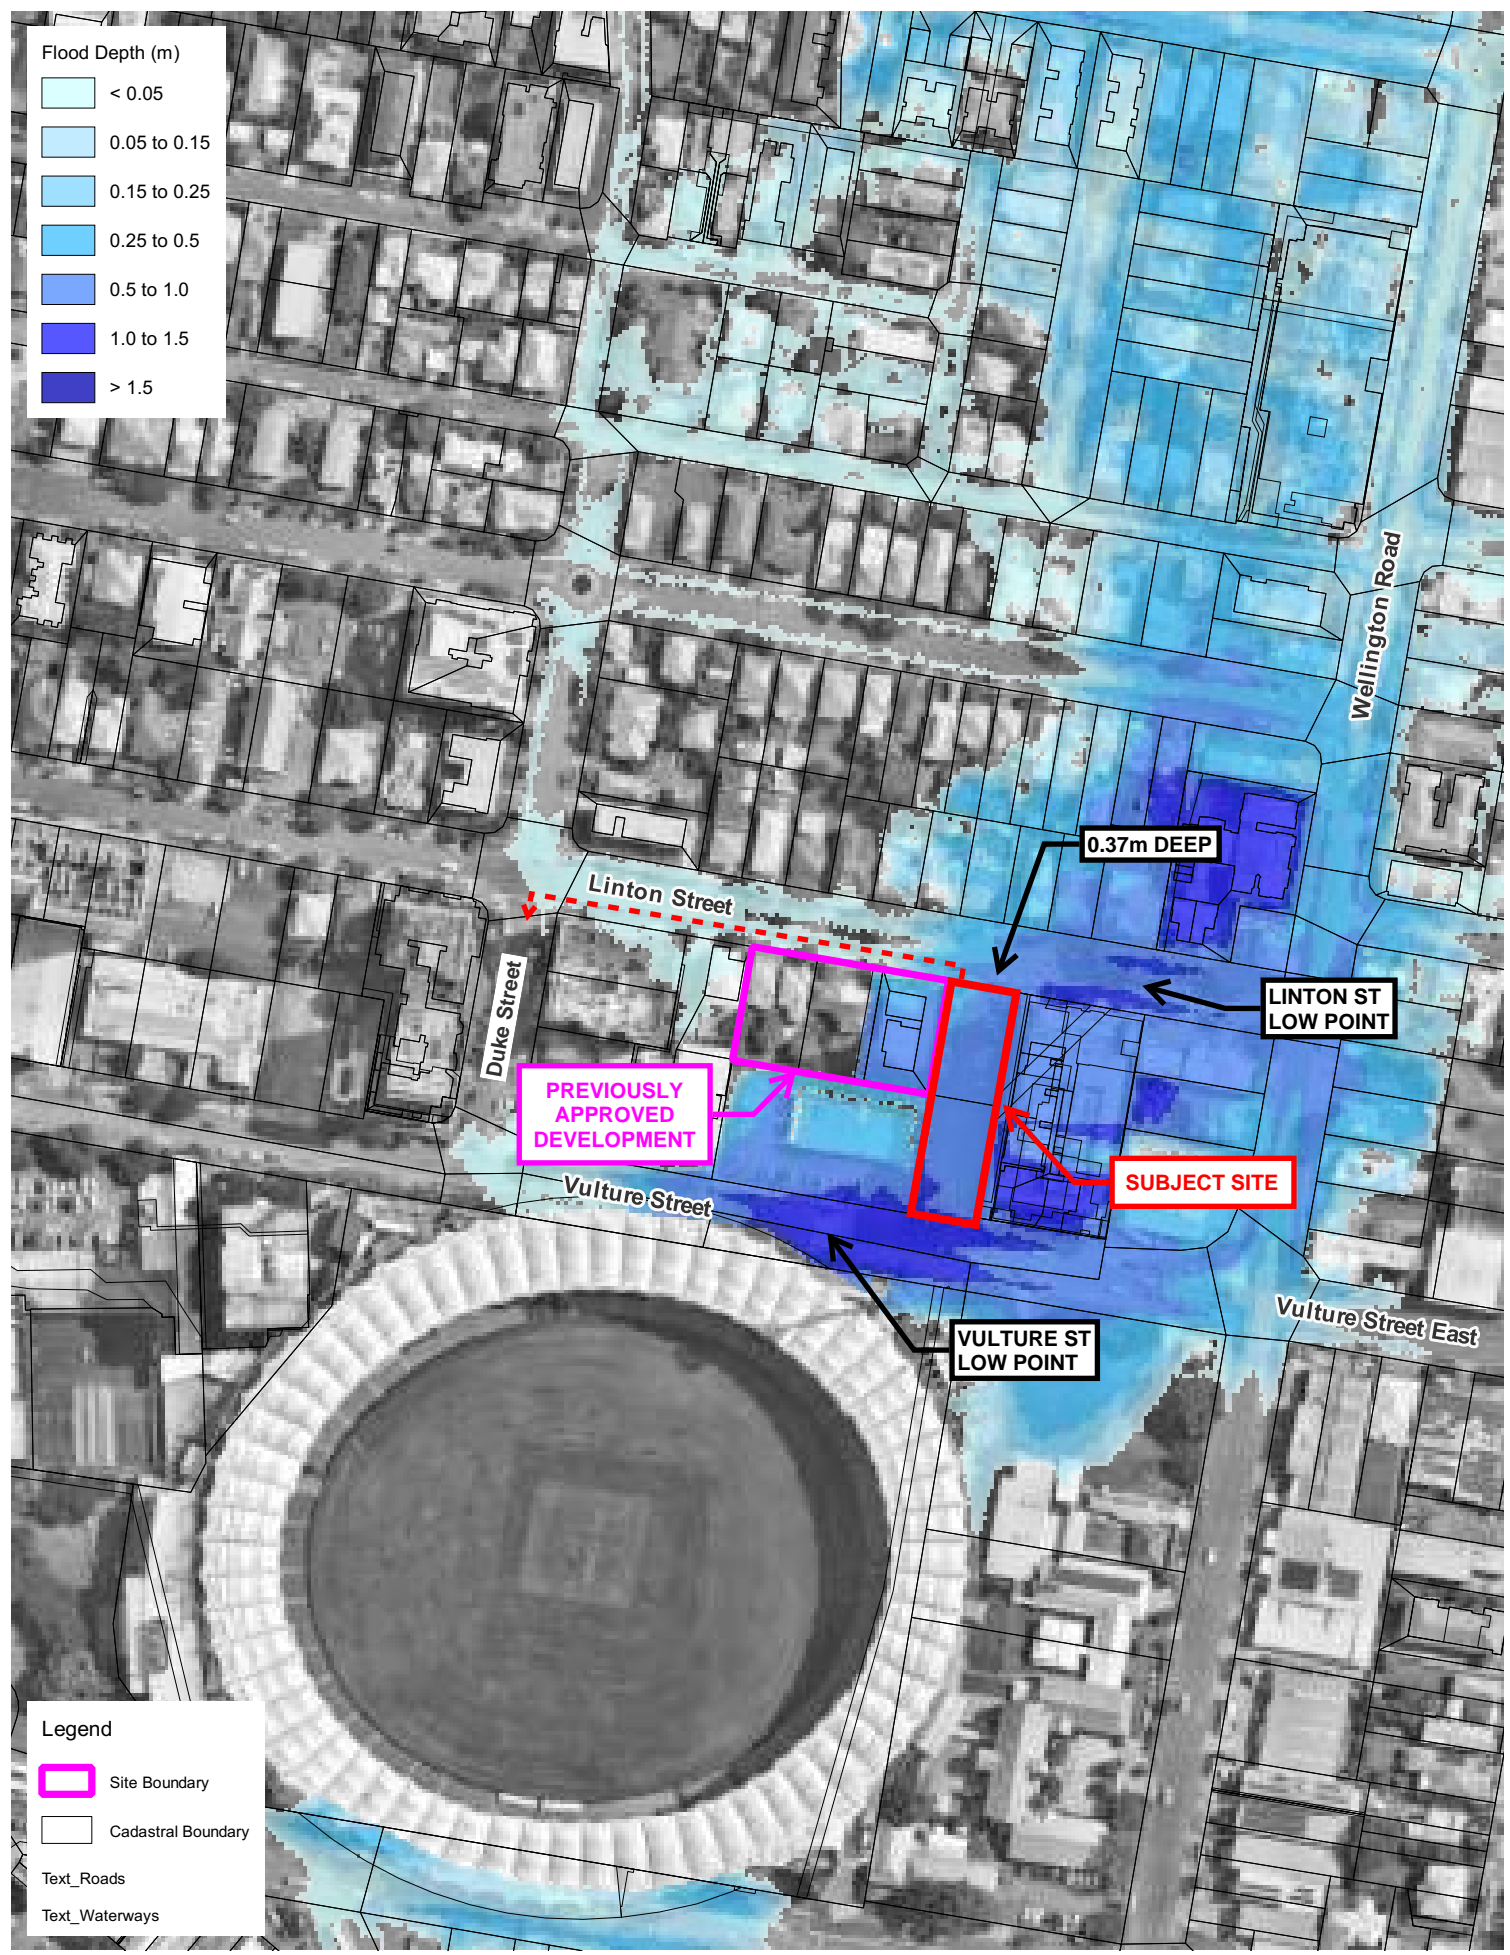 Flood Depth (m)
< 0.05
0.05 to 0.15
0.15 to 0.25
0.25 to 0.5
0.5 to 1.0
1.0 to 1.5
> 1.5
Wellington Road
0.37m DEEP
Linton Street
LINTON ST
LOW POINT
Duke Street
PREVIOUSLY
APPROVED
DEVELOPMENT
SUBJECT SITE
Vulture Street
Vulture Street East
VULTURE ST
LOW POINT
Legend
Site Boundary
Cadastral Boundary
Text_Roads
Text_Waterways